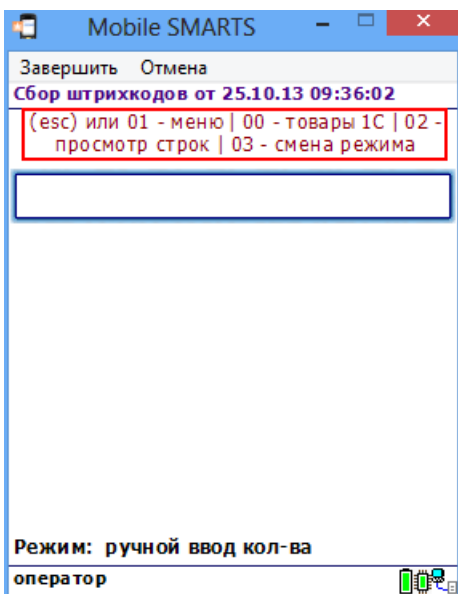 Mobile SMARTS
Завершить Отмена
Сбор штрихкодов от 25.10.13 09:36:02
(esc) или 01 - меню | 00 - товары 1С | 02 -
просмотр строк | 03 - смена режима
Режим: ручной ввод кол-ва
оператор